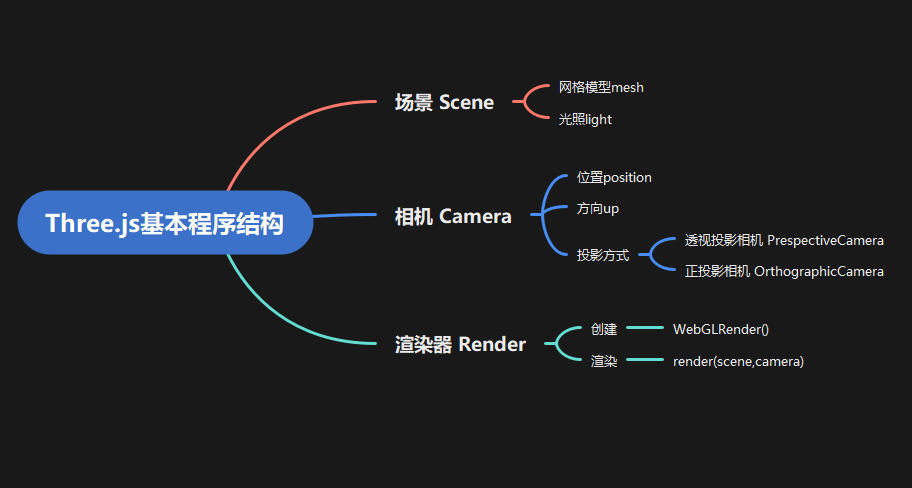 Three.js基本程序结构
场景 Scene
网格模型mesh
光照light
相机 Camera
位置position
方向up
投影方式
透视投影相机 PrespectiveCamera
正投影相机 OrthographicCamera
渲染器 Render
创建
WebGLRender()
渲染
render(scene,camera)